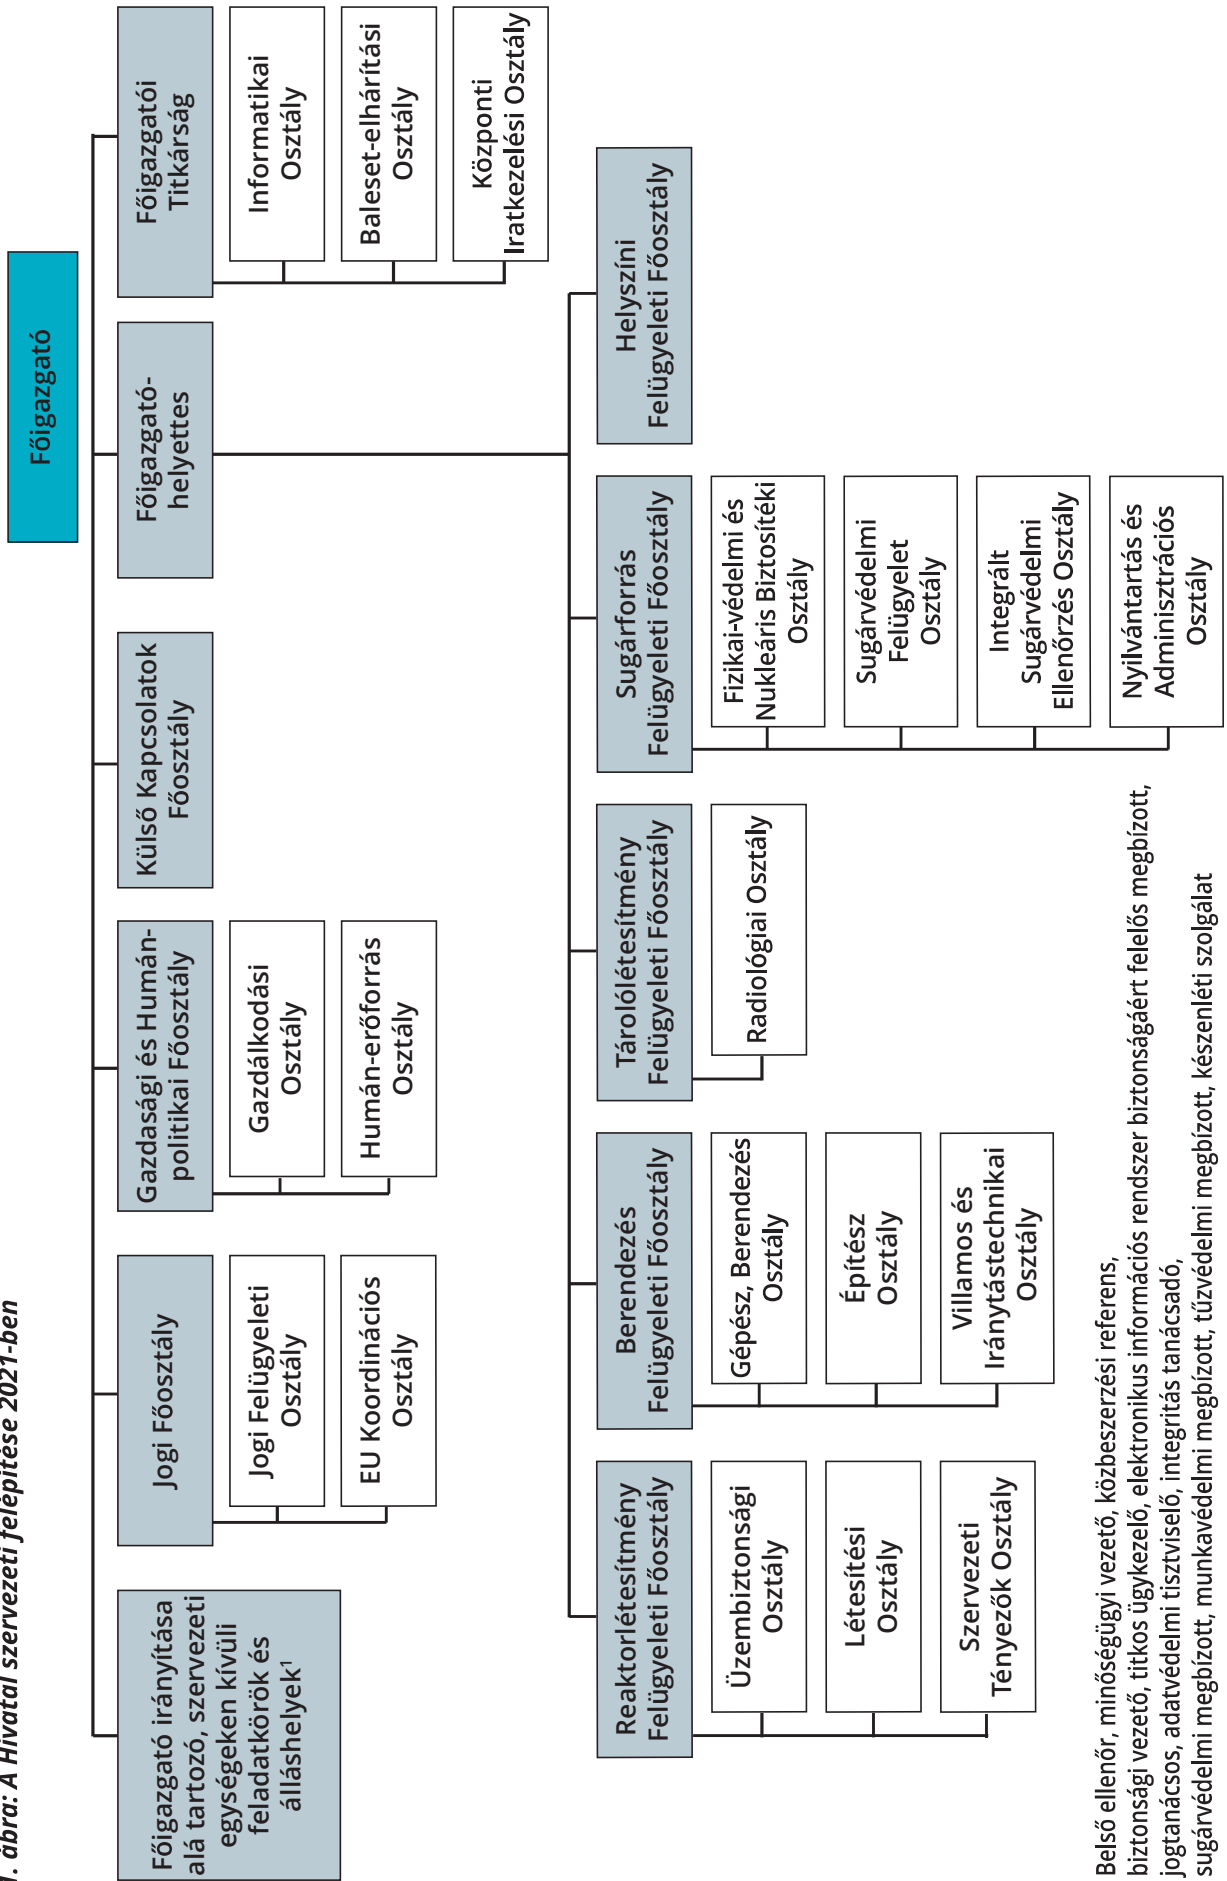 1. ábra: A Hivatal szervezeti felépítése 2021-ben
Főigazgató
Főigazgató irányítása
alá tartozó, szervezeti
egységeken kívüli
feladatkörök és
álláshelyek¹
Jogi Főosztály
Jogi Felügyeleti
Osztály
EU Koordinációs
Osztály
Gazdasági és Humán-
politikai Főosztály
Gazdálkodási
Osztály
Humán-erőforrás
Osztály
Külső Kapcsolatok
Főosztály
Főigazgató-
helyettes
Főigazgatói
Titkárság
Informatikai
Osztály
Baleset-elhárítási
Osztály
Központi
Iratkezelési Osztály
Reaktorlétesítmény
Felügyeleti Főosztály
Üzembiztonsági
Osztály
Létesítési
Osztály
Szervezeti
Tényezők Osztály
Berendezés
Felügyeleti Főosztály
Gépész, Berendezés
Osztály
Építész
Osztály
Villamos és
Iránytástechnikai
Osztály
Tárolólétesítmény
Felügyeleti Főosztály
Radiológiai Osztály
Sugárforrás
Felügyeleti Főosztály
Fizikai-védelmi és
Nukleáris Biztosítéki
Osztály
Sugárvédelmi
Felügyelet
Osztály
Integrált
Sugárvédelmi
Ellenőrzés Osztály
Nyilvántartás és
Adminisztrációs
Osztály
Helyszíni
Felügyeleti Főosztály
Belső ellenőr, minőségügyi vezető, közbeszerzési referens,
biztonsági vezető, titkos ügykezelő, elektronikus információs rendszer biztonságáért felelős megbízott,
jogtanácsos, adatvédelmi tisztviselő, integritás tanácsadó,
sugárvédelmi megbízott, munkavédelmi megbízott, tűzvédelmi megbízott, készenléti szolgálat